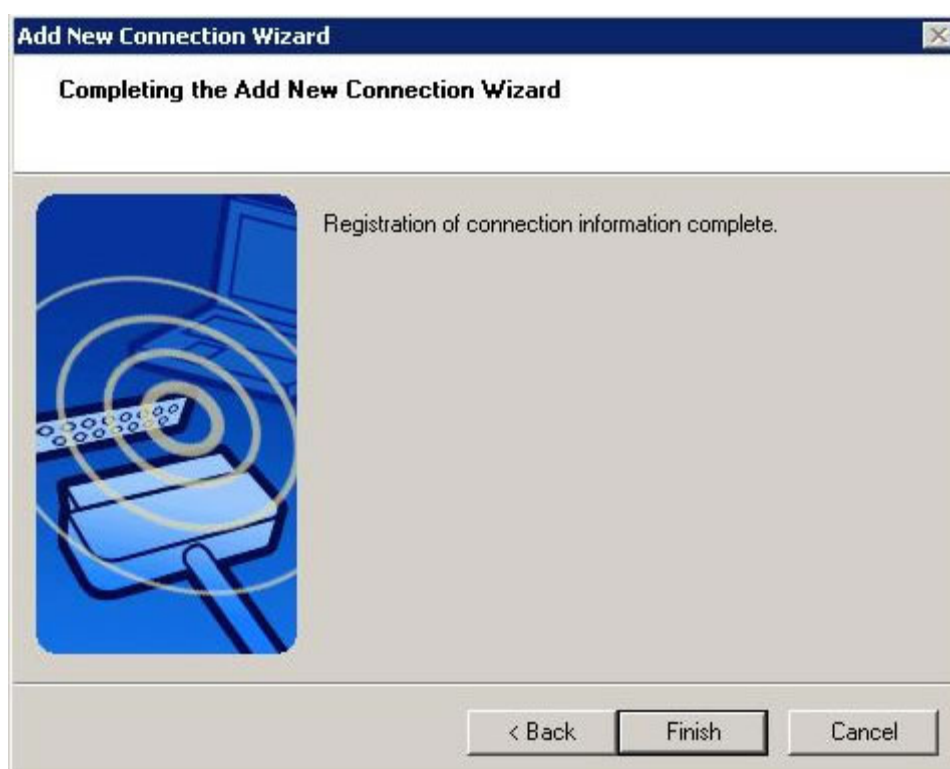 Add New Connection Wizard
Completing the Add New Connection Wizard
Registration of connection information complete.
< Back Finish Cancel